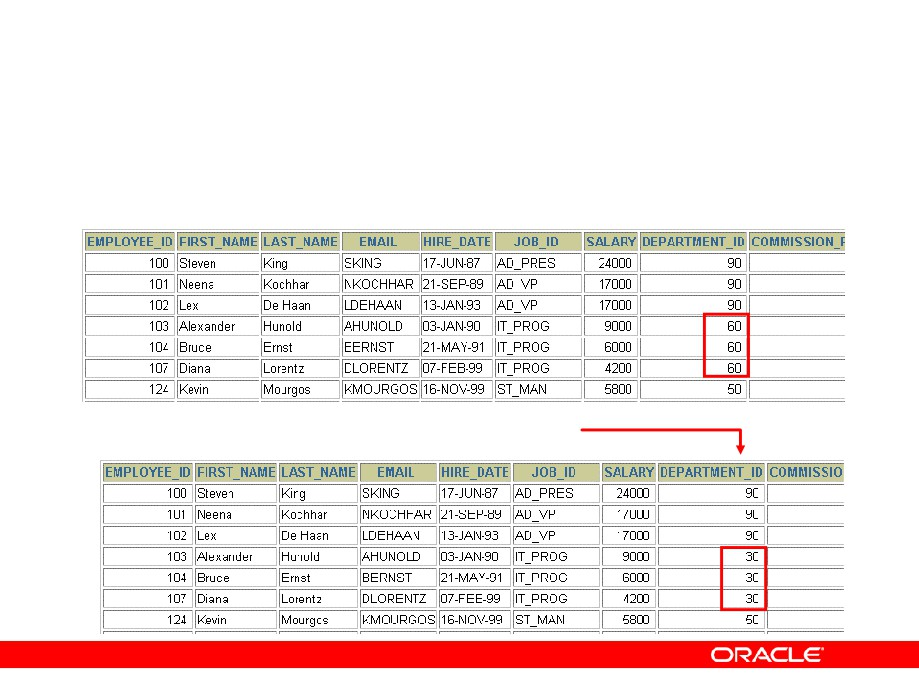 EMPLOYEE_ID FIRST_NAME LAST_NAME EMAIL HIRE_DATE JOB_ID SALARY DEPARTMENT_ID COMMISSION_P
100 Steven King SKING 17-JUN-87 AD_PRES 24000 90
101 Neena Kochhar NKOCHHAR 21-SEP-89 AD_VP 17000 90
102 Lex De Haan LDEHAAN 13-JAN-93 AD_VP 17000 90
103 Alexander Hunold AHUNOLD 03-JAN-90 IT_PROG 9000 60
104 Bruce Ernst BERNST 21-MAY-91 IT_PROG 6000 60
107 Diana Lorentz DLORENTZ 07-FEB-99 IT_PROG 4200 60
124 Kevin Mourgos KMOURGOS 16-NOV-99 ST_MAN 5800 50
EMPLOYEE_ID FIRST_NAME LAST_NAME EMAIL HIRE_DATE JOB_ID SALARY DEPARTMENT_ID COMMISSIO
100 Steven King SKING 17-JUN-87 AD_PRES 24000 90
101 Neena Kochhar NKOCHHAR 21-SEP-89 AD_VP 17000 90
102 Lex De Haan LDEHAAN 13-JAN-93 AD_VP 17000 90
103 Alexander Hunold AHUNOLD 03-JAN-90 IT_PROG 9000 30
104 Bruce Ernst BERNST 21-MAY-91 IT_PROG 6000 30
107 Diana Lorentz DLORENTZ 07-FEB-99 IT_PROG 4200 30
124 Kevin Mourgos KMOURGOS 16-NOV-99 ST_MAN 5800 50
ORACLE